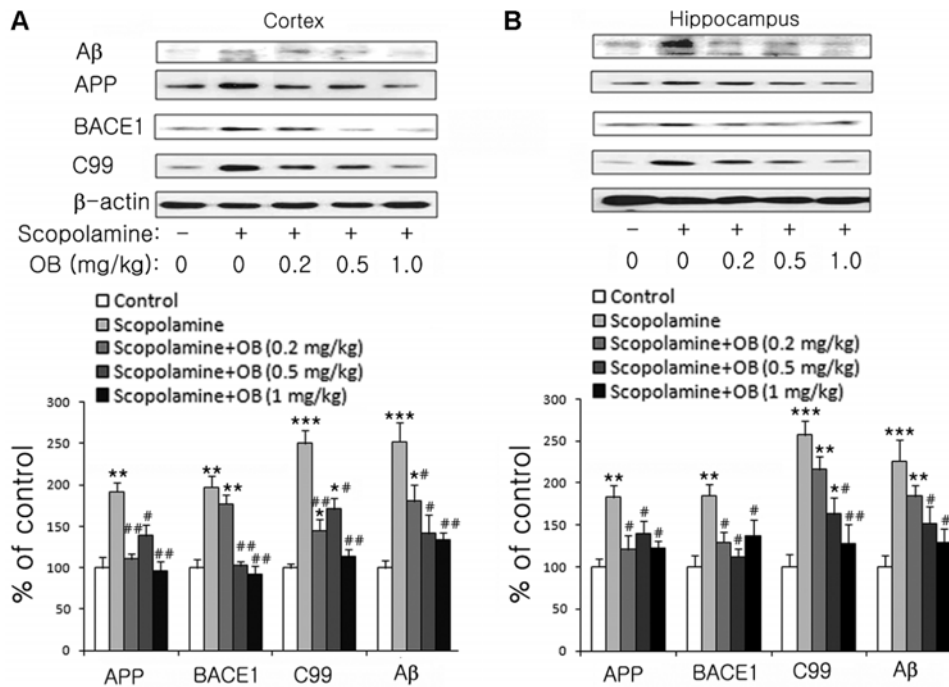 A Cortex
Aβ
APP
BACE1
C99
β-actin
Scopolamine: - + + + +
OB (mg/kg): 0 0 0.2 0.5 1.0
Control
Scopolamine
Scopolamine+OB (0.2 mg/kg)
Scopolamine+OB (0.5 mg/kg)
Scopolamine+OB (1 mg/kg)
% of control
300
250
200
150
100
50
0
** ## # ##
** ** ## ##
*** ## * * # ##
*** * # # ##
APP BACE1 C99 Aβ
B Hippocampus
- + + + +
0 0 0.2 0.5 1.0
Control
Scopolamine
Scopolamine+OB (0.2 mg/kg)
Scopolamine+OB (0.5 mg/kg)
Scopolamine+OB (1 mg/kg)
% of control
300
250
200
150
100
50
0
** # # #
** # # #
*** ** * # ##
*** ** # #
APP BACE1 C99 Aβ